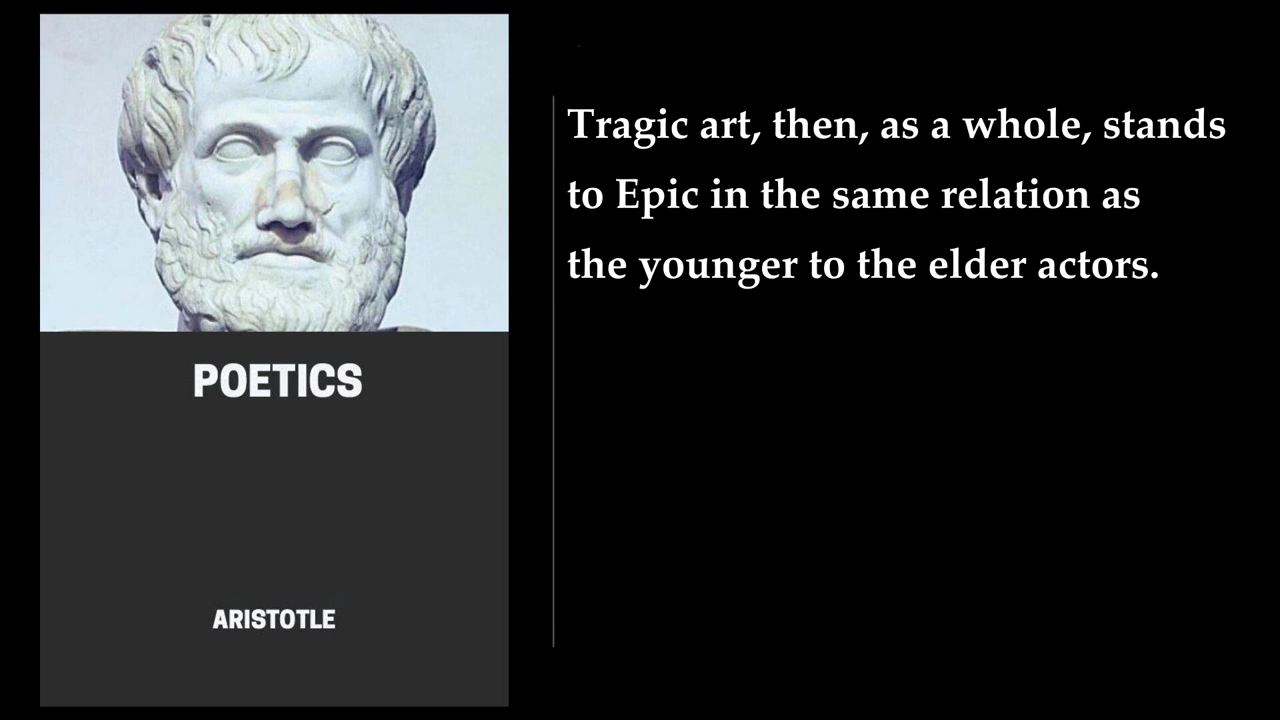 POETICS
ARISTOTLE
Tragic art, then, as a whole, stands
to Epic in the same relation as
the younger to the elder actors.